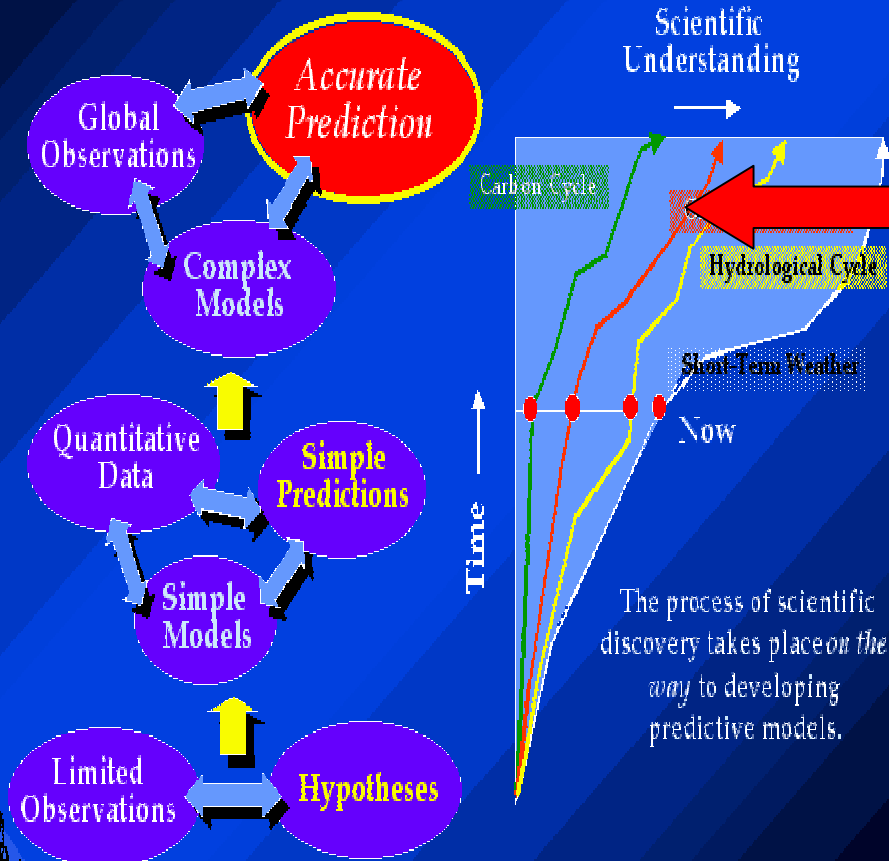 Accurate
Prediction
Global
Observations
Complex
Models
Quantitative
Data
Simple
Predictions
Simple
Models
Limited
Observations
Hypotheses
Scientific
Understanding
Carbon Cycle
Hydrological Cycle
Short-Term Weather
Now
Time
The process of scientific
discovery takes place on the
way to developing
predictive models.